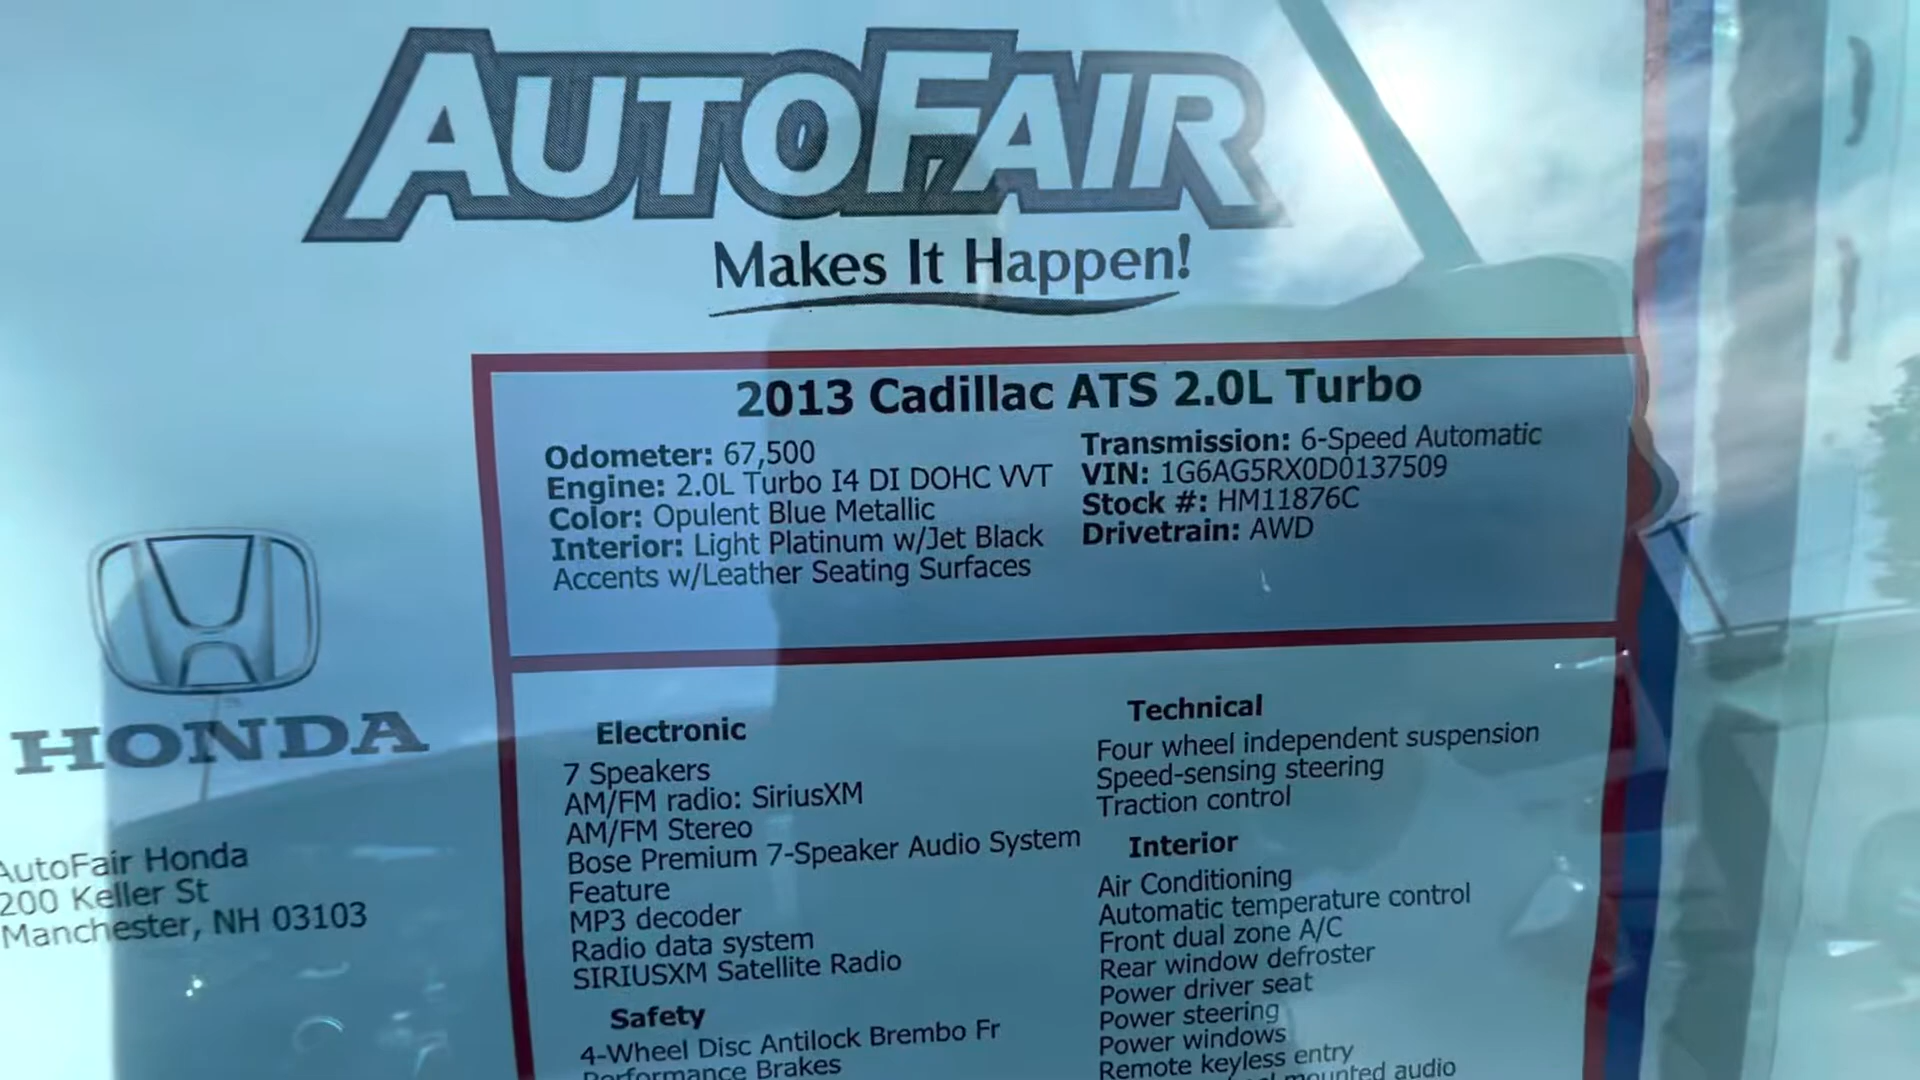 AUTOFAIR
Makes It Happen!
2013 Cadillac ATS 2.0L Turbo
Odometer: 67,500
Engine: 2.0L Turbo I4 DI DOHC VVT
Color: Opulent Blue Metallic
Interior: Light Platinum w/Jet Black
Accents w/Leather Seating Surfaces
Transmission: 6-Speed Automatic
VIN: 1G6AG5RX0D0137509
Stock #: HM11876C
Drivetrain: AWD
HONDA
AutoFair Honda
200 Keller St
Manchester, NH 03103
Electronic
7 Speakers
AM/FM radio: SiriusXM
AM/FM Stereo
Bose Premium 7-Speaker Audio System
Feature
MP3 decoder
Radio data system
SIRIUSXM Satellite Radio
Safety
4-Wheel Disc Antilock Brembo Fr
Performance Brakes
Technical
Four wheel independent suspension
Speed-sensing steering
Traction control
Interior
Air Conditioning
Automatic temperature control
Front dual zone A/C
Rear window defroster
Power driver seat
Power steering
Power windows
Remote keyless entry
mounted audio